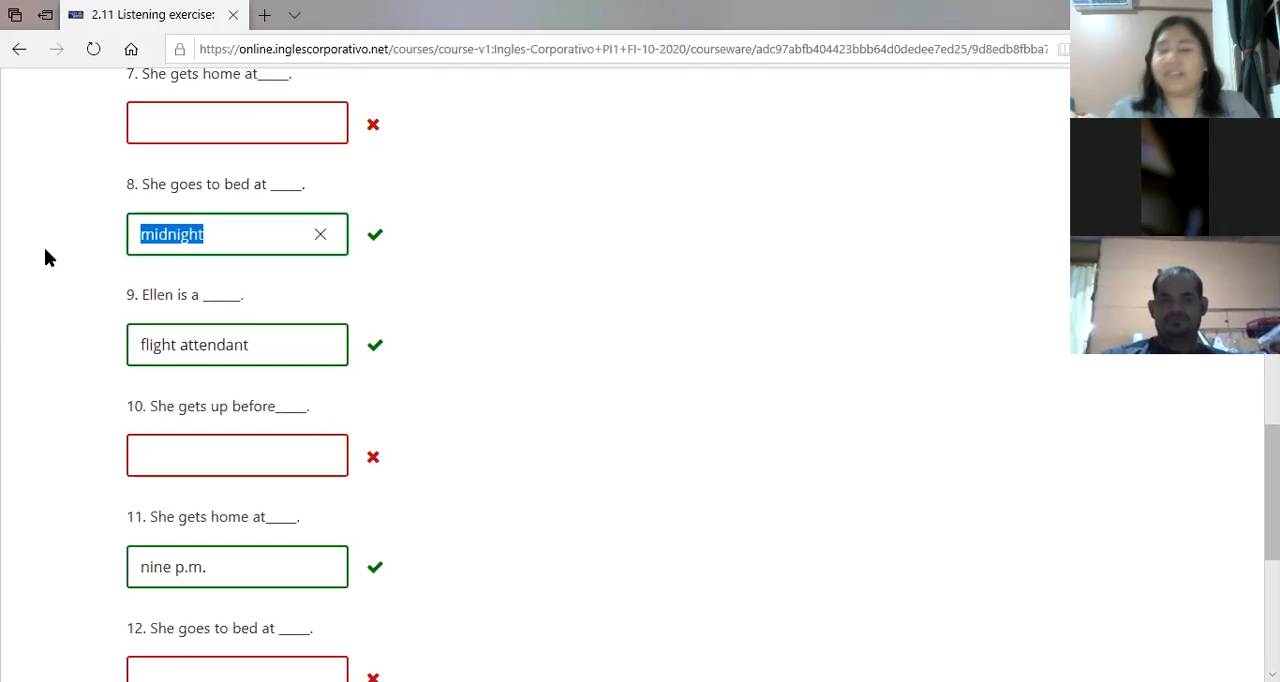 2.11 Listening exercise:
https://online.inglescorporativo.net/courses/course-v1:Ingles-Corporativo+PI1+FI-10-2020/courseware/adc97abfb404423bbb64d0dedee7ed25/9d8edb8fbba7
7. She gets home at____.
8. She goes to bed at ____.
midnight
9. Ellen is a _____.
flight attendant
10. She gets up before____.
11. She gets home at____.
nine p.m.
12. She goes to bed at ____.